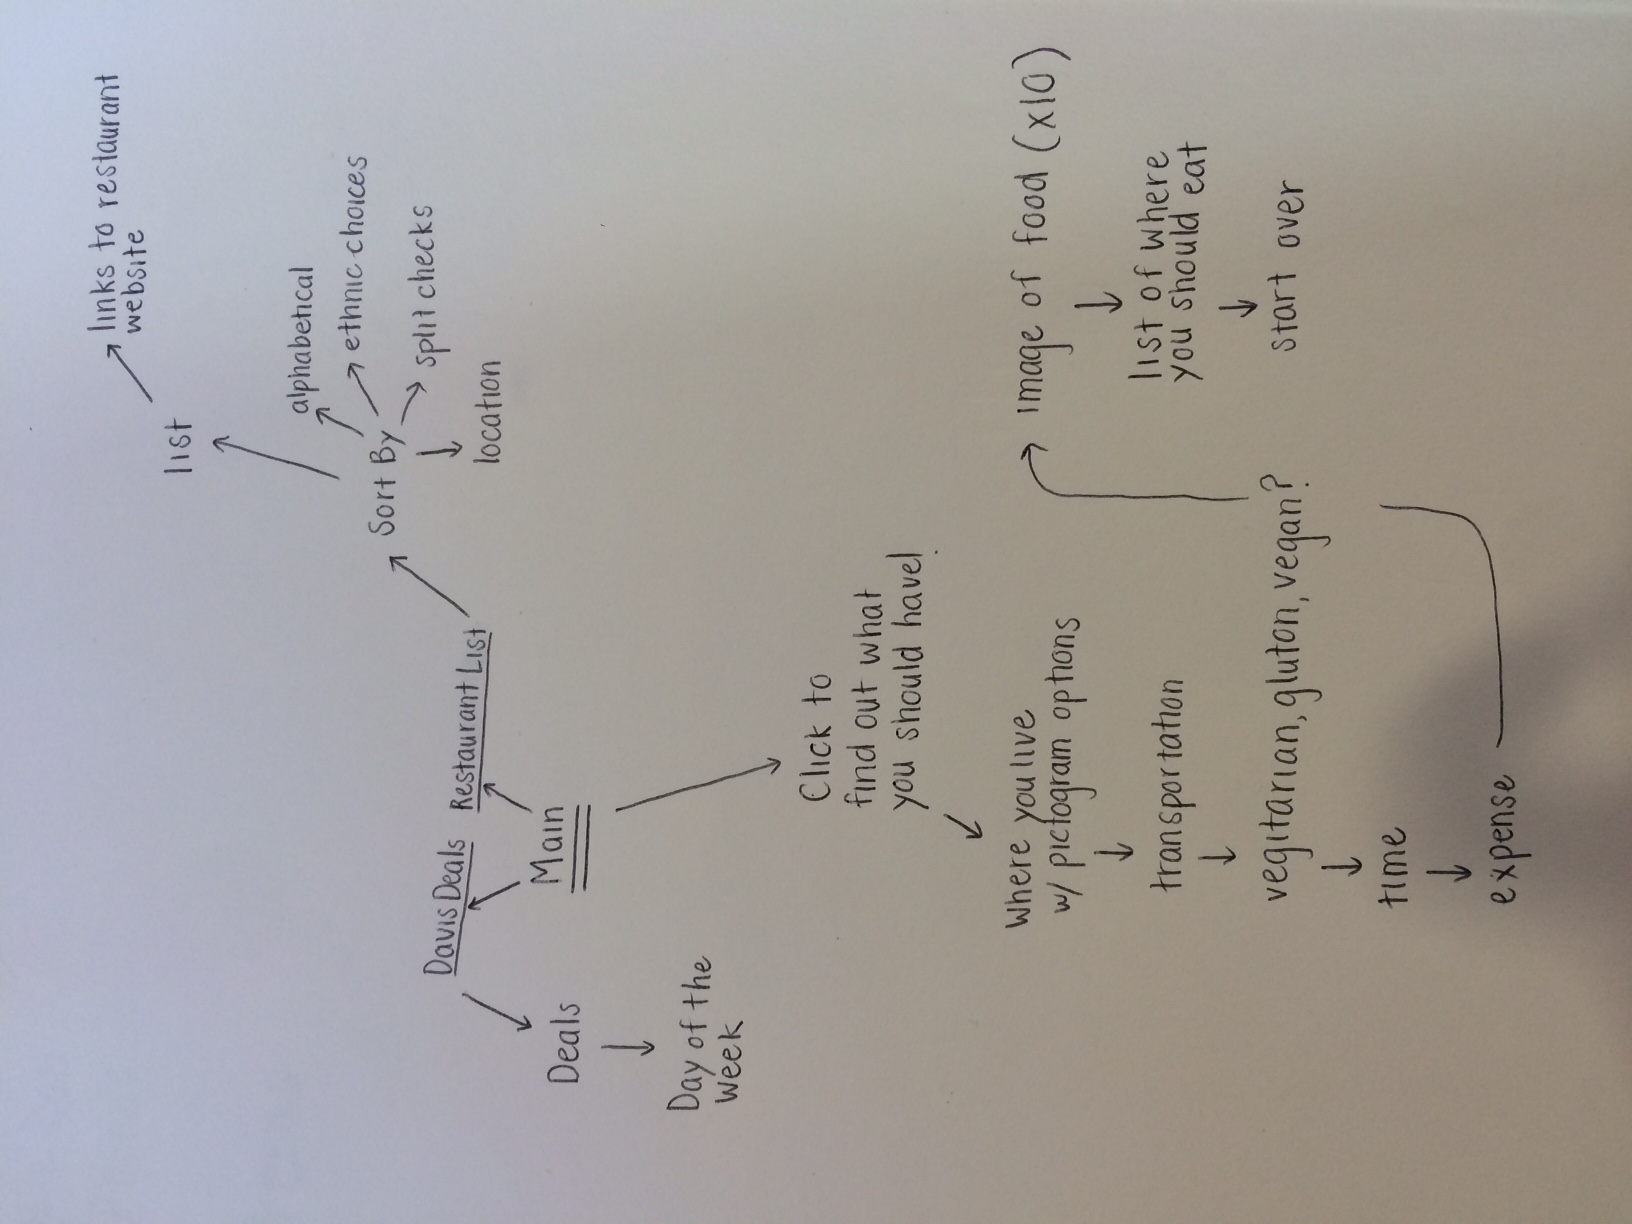 links to restaurant
website
list
alphabetical
ethnic choices
Sort By
split checks
location
Davis Deals
Restaurant List
Main
Deals
Day of the
week
Click to
find out what
you should have!
Where you live
w/ pictogram options
transportation
vegitarian, gluton, vegan?
time
expense
image of food (x10)
list of where
you should eat
start over